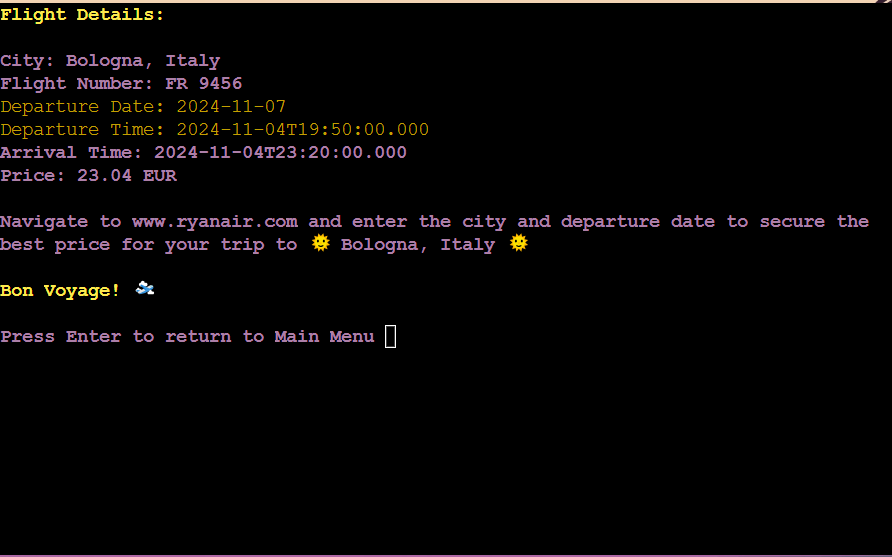 Flight Details:
City: Bologna, Italy
Flight Number: FR 9456
Departure Date: 2024-11-07
Departure Time: 2024-11-04T19:50:00.000
Arrival Time: 2024-11-04T23:20:00.000
Price: 23.04 EUR
Navigate to www.ryanair.com and enter the city and departure date to secure the
best price for your trip to 🌞 Bologna, Italy 🌞
Bon Voyage! 🛫
Press Enter to return to Main Menu